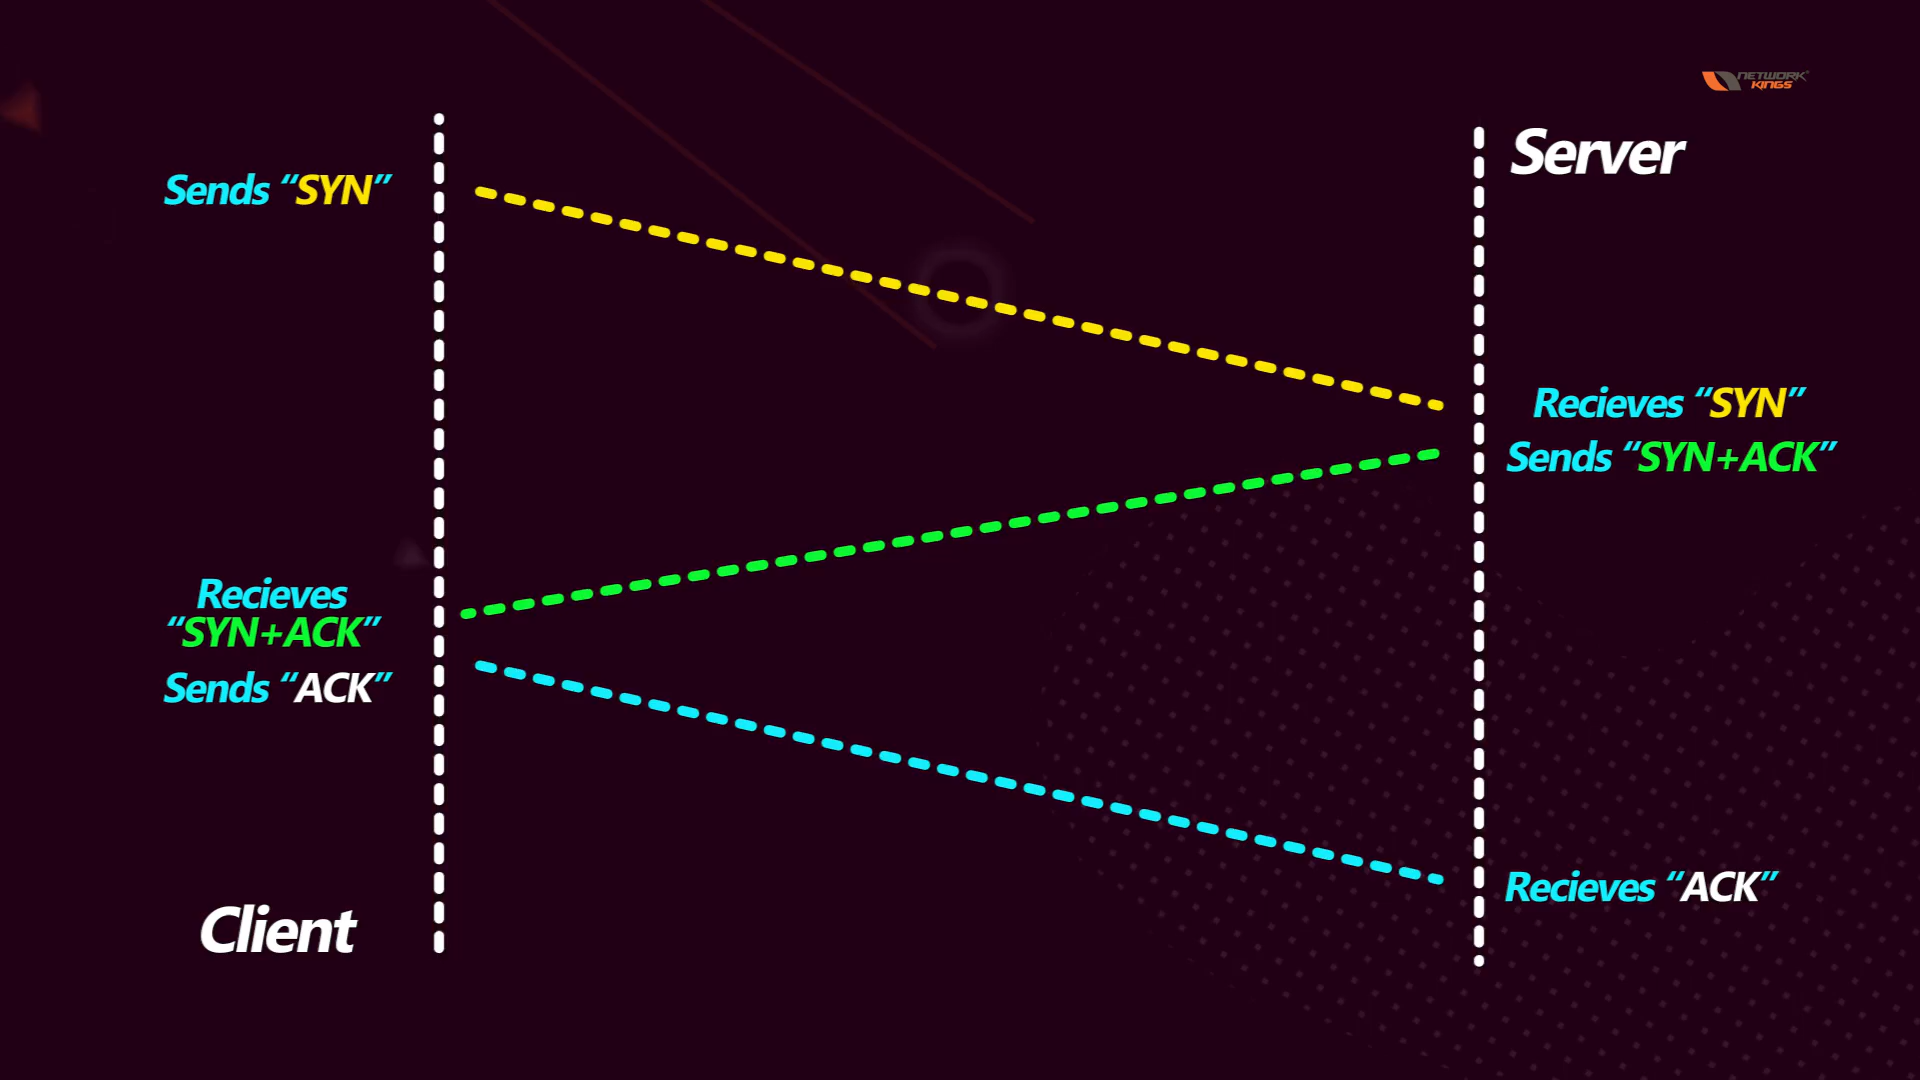 NETWORK
KINGS
Server
Sends “SYN”
Recieves “SYN”
Sends “SYN+ACK”
Recieves
“SYN+ACK”
Sends “ACK”
Recieves “ACK”
Client